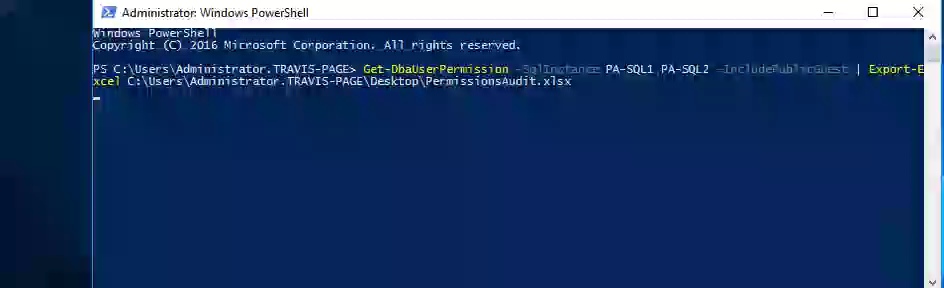 Administrator: Windows PowerShell
Windows PowerShell
Copyright (C) 2016 Microsoft Corporation. All rights reserved.
PS C:\Users\Administrator.TRAVIS-PAGE> Get-DbaUserPermission -SqlInstance PA-SQL1,PA-SQL2 -IncludePublicGuest | Export-E
xcel C:\Users\Administrator.TRAVIS-PAGE\Desktop\PermissionsAudit.xlsx